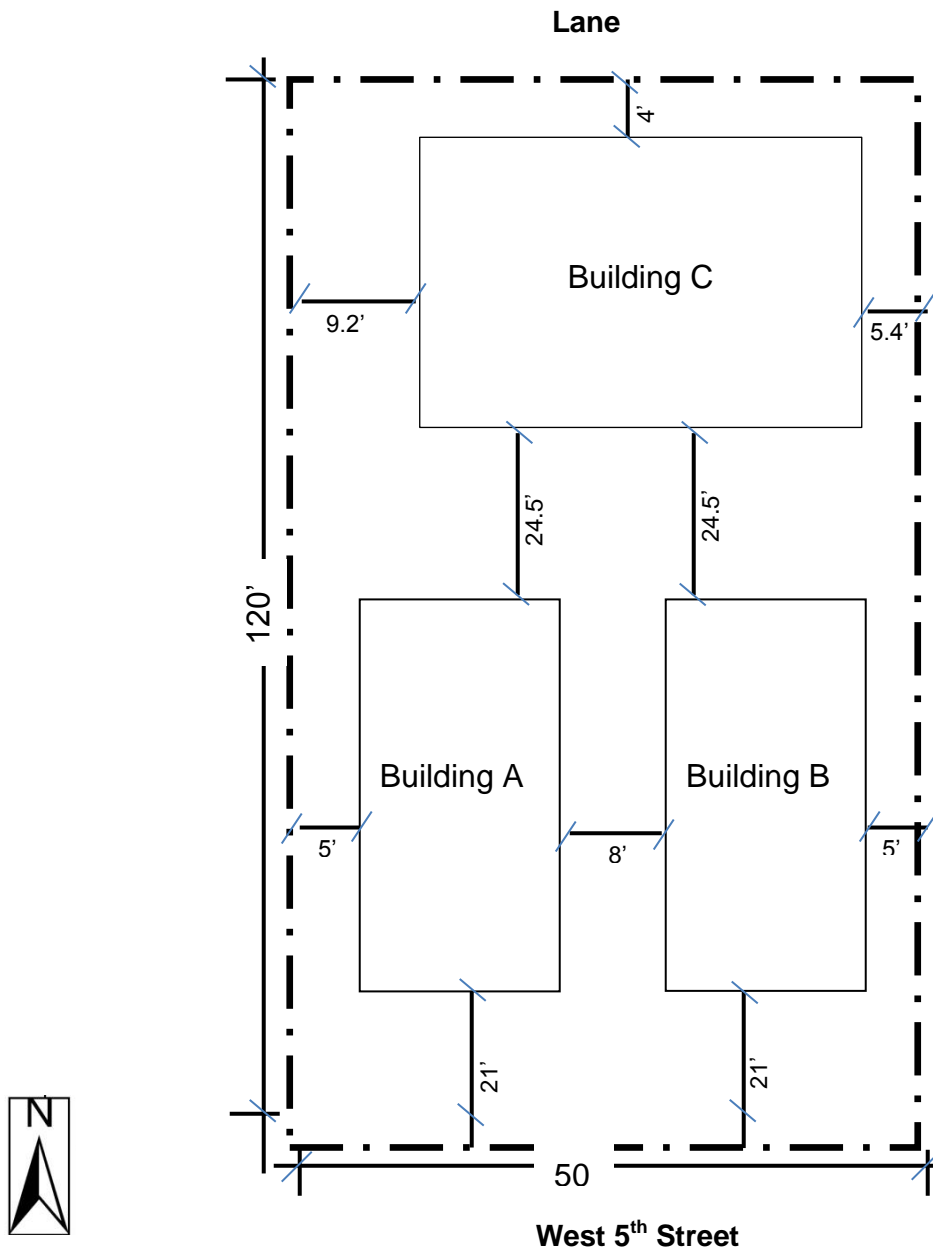 Lane
4'
Building C
9.2'
5.4'
24.5'
24.5'
120'
Building A
Building B
5'
8'
5'
21'
21'
N
50
West 5th Street